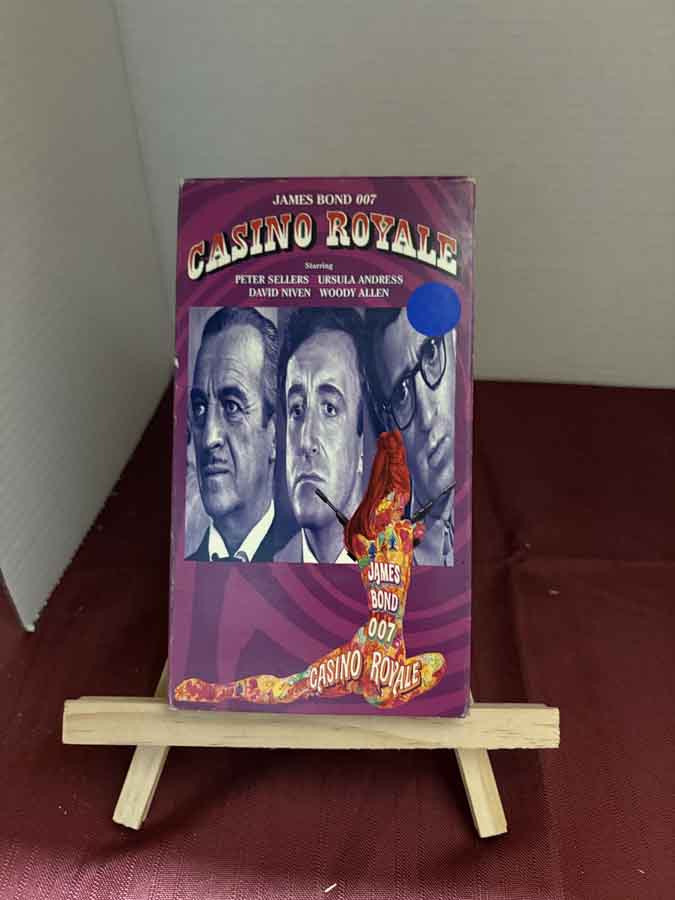 JAMES BOND 007
CASINO ROYALE
Starring
PETER SELLERS URSULA ANDRESS
DAVID NIVEN WOODY ALLEN
JAMES
BOND
007
CASINO ROYALE